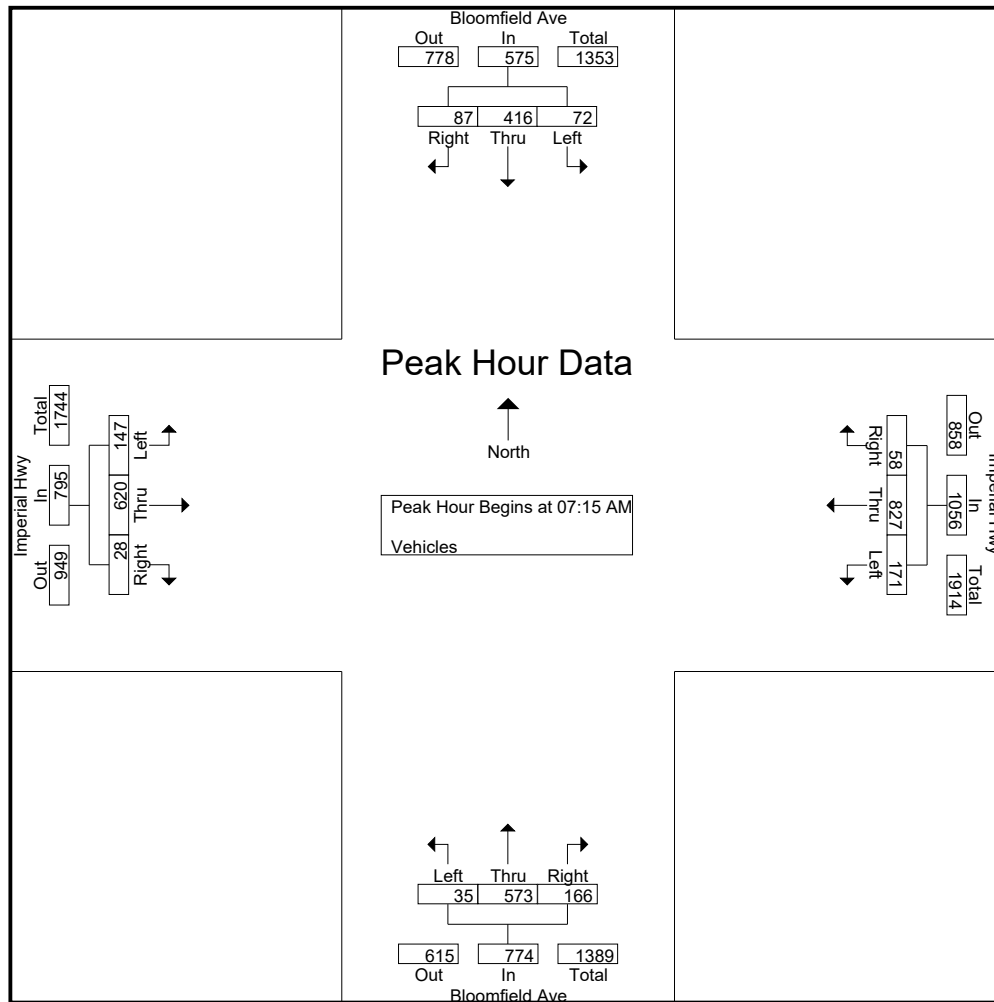 Bloomfield Ave
Out In Total
778 575 1353
87 416 72
Right Thru Left
Peak Hour Data
North
Peak Hour Begins at 07:15 AM
Vehicles
Imperial Hwy
Out In Total
949 795 1744
28 620 147
Right Thru Left
Imperial Hwy
Out In Total
858 1056 1914
58 827 171
Right Thru Left
Left Thru Right
35 573 166
615 774 1389
Out In Total
Bloomfield Ave